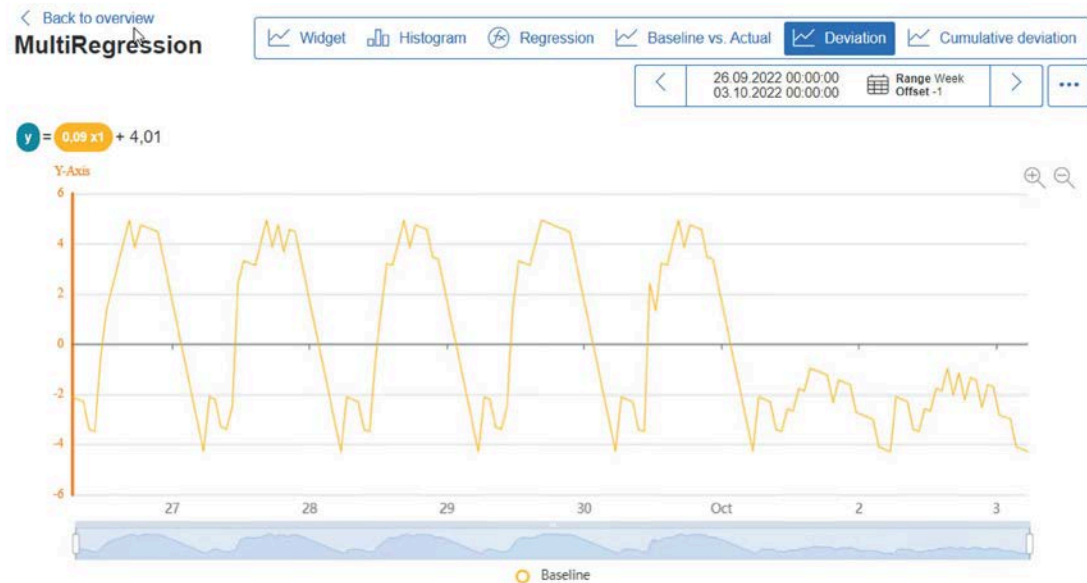 Back to overview
MultiRegression
Widget Histogram Regression Baseline vs. Actual Deviation Cumulative deviation
26.09.2022 00:00:00
03.10.2022 00:00:00
Range Week
Offset -1
y = 0,09 x1 + 4,01
Y-Axis
6
4
2
0
-2
-4
-6
27 28 29 30 Oct 2 3
Baseline